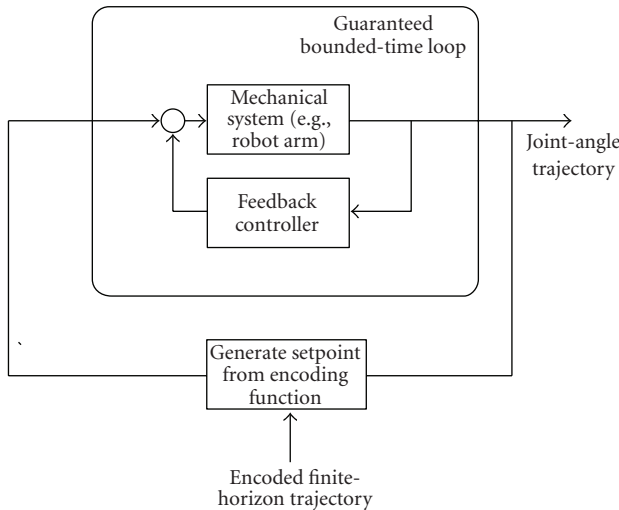 Guaranteed
bounded-time loop
Mechanical
system (e.g.,
robot arm)
Joint-angle
trajectory
Feedback
controller
Generate setpoint
from encoding
function
Encoded finite-
horizon trajectory